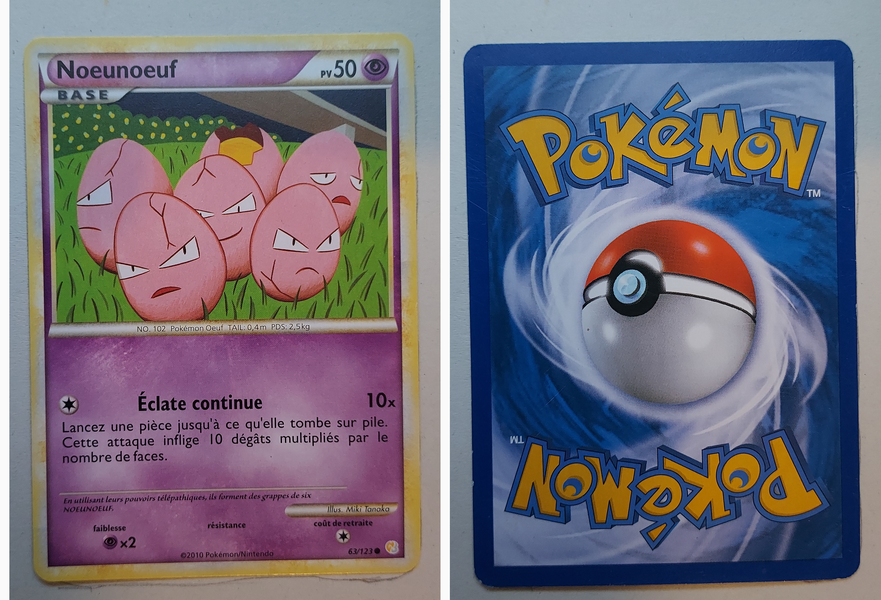 Noeunoeuf
PV 50
BASE
NO. 102 Pokémon Oeuf TAIL: 0,4m PDS: 2,5kg
Éclate continue 10x
Lancez une pièce jusqu'à ce qu'elle tombe sur pile.
Cette attaque inflige 10 dégâts multipliés par le
nombre de faces.
En utilisant leurs pouvoirs télépathiques, ils forment des grappes de six
NOEUNOEUF.
Illus. Miki Tanaka
faiblesse résistance coût de retraite
x2
©2010 Pokémon/Nintendo 63/123
POKéMON
TM
TM
POKéMON